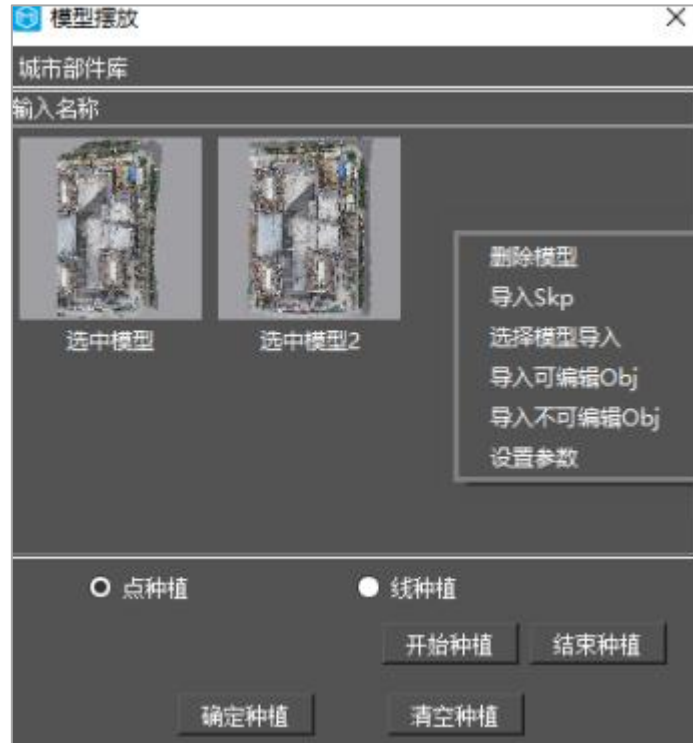 模型摆放
城市部件库
输入名称
选中模型
选中模型2
删除模型
导入Skp
选择模型导入
导入可编辑Obj
导入不可编辑Obj
设置参数
点种植
线种植
开始种植
结束种植
确定种植
清空种植